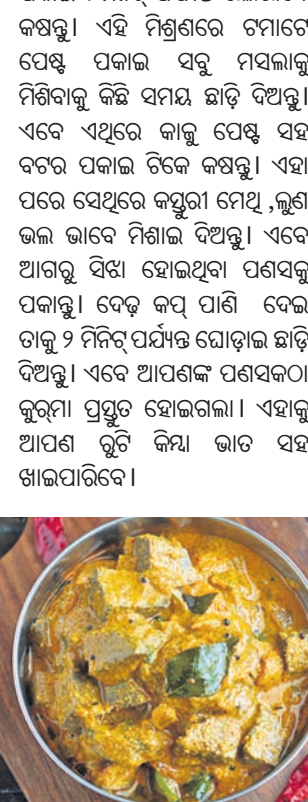 କଷନ୍ତୁ। ଏହି ମିଶ୍ରଣରେ ଟମାଟେ
ପେଷ୍ଟ ପକାଇ ସବୁ ମସଲାକୁ
ମିଶିବାକୁ କିଛି ସମୟ ଛାଡ଼ି ଦିଅନ୍ତୁ।
ଏବେ ଏଥିରେ କାଜୁ ପେଷ୍ଟ ସହ
ବଟର ପକାଇ ଟିକେ କଷନ୍ତୁ। ଏହା
ପରେ ସେଥିରେ କସ୍ତୁରୀ ମେଥି ,ଲୁଣ
ଭଲ ଭାବେ ମିଶାଇ ଦିଅନ୍ତୁ। ଏବେ
ଆଗରୁ ସିଝା ହୋଇଥିବା ପଣସକୁ
ପକାନ୍ତୁ। ଦେଢ଼ କପ୍ ପାଣି ଦେଇ
ତାକୁ ୨ ମିନିଟ୍ ପର୍ଯ୍ୟନ୍ତ ଘୋଡ଼ାଇ ଛାଡ଼ି
ଦିଅନ୍ତୁ। ଏବେ ଆପଣଙ୍କ ପଣସକଠା
କୁର୍ମା ପ୍ରସ୍ତୁତ ହୋଇଗଲା। ଏହାକୁ
ଆପଣ ରୁଟି କିମ୍ବା ଭାତ ସହ
ଖାଇପାରିବେ।